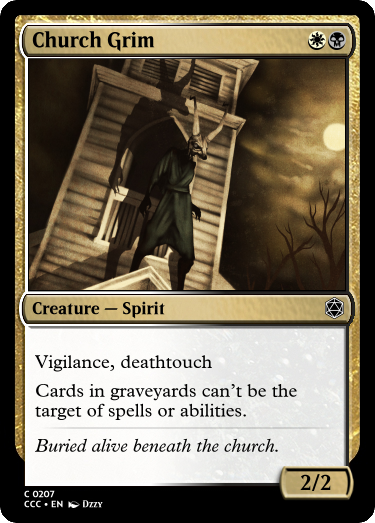 Church Grim
Creature — Spirit
Vigilance, deathtouch
Cards in graveyards can't be the
target of spells or abilities.
Buried alive beneath the church.
2/2
C 0207
CCC • EN Dzzy